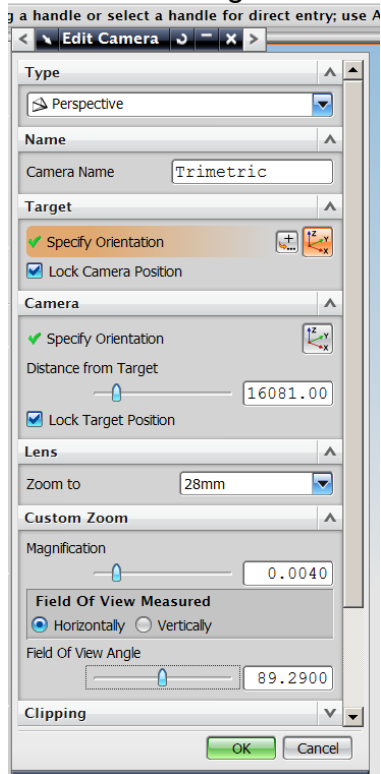 g a handle or select a handle for direct entry; use A
Edit Camera
Type
Perspective
Name
Camera Name Trimetric
Target
Specify Orientation
Lock Camera Position
Camera
Specify Orientation
Distance from Target
16081.00
Lock Target Position
Lens
Zoom to 28mm
Custom Zoom
Magnification
0.0040
Field Of View Measured
Horizontally Vertically
Field Of View Angle
89.2900
Clipping
OK Cancel